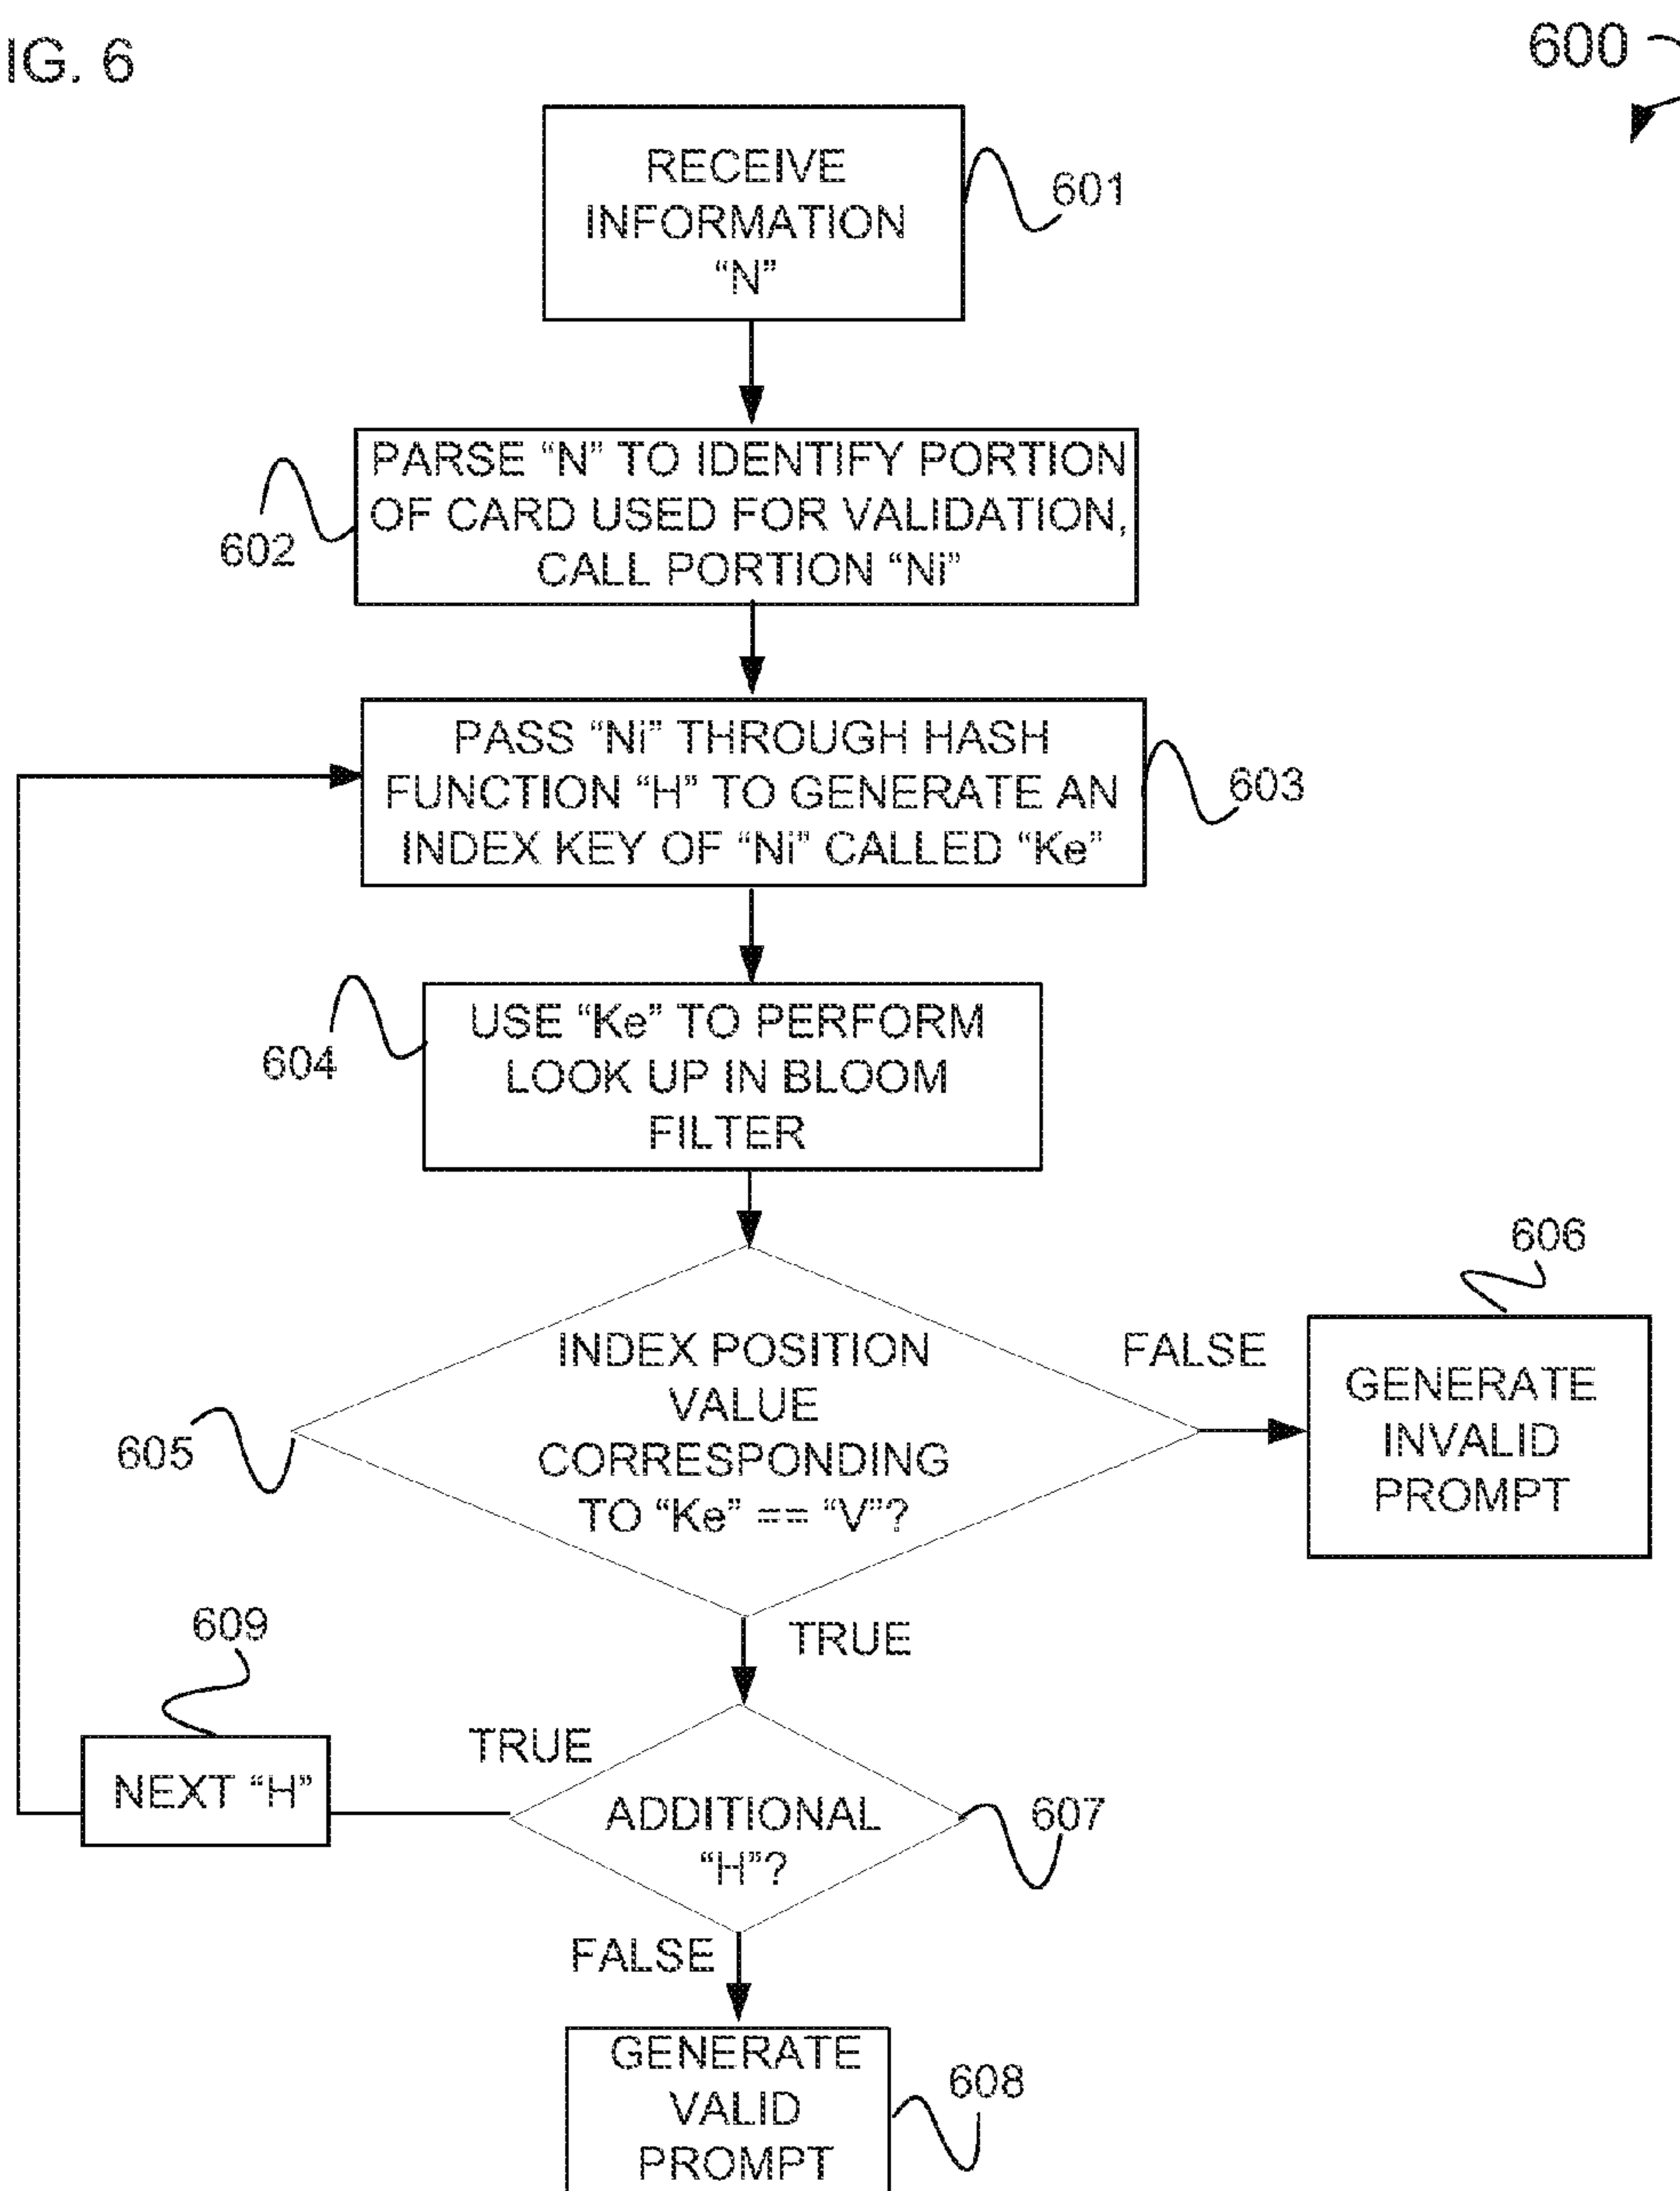 IG. 6
600
RECEIVE
INFORMATION
“N”
601
PARSE “N” TO IDENTIFY PORTION
OF CARD USED FOR VALIDATION,
CALL PORTION “Ni”
602
PASS “Ni” THROUGH HASH
FUNCTION “H” TO GENERATE AN
INDEX KEY OF “Ni” CALLED “Ke”
603
USE “Ke” TO PERFORM
LOOK UP IN BLOOM
FILTER
604
INDEX POSITION
VALUE
CORRESPONDING
TO “Ke” == “V”?
605
FALSE
606
GENERATE
INVALID
PROMPT
TRUE
609
NEXT “H”
TRUE
ADDITIONAL
“H”?
607
FALSE
GENERATE
VALID
PROMPT
608